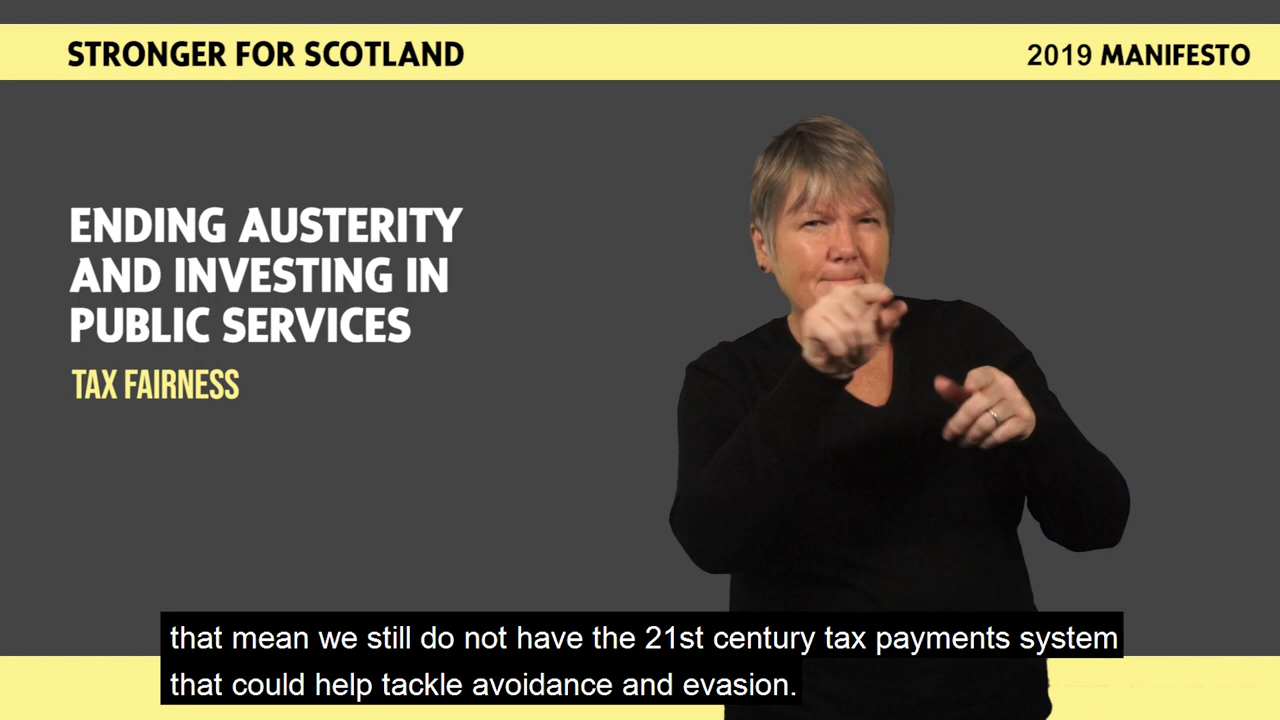 STRONGER FOR SCOTLAND
2019 MANIFESTO
ENDING AUSTERITY
AND INVESTING IN
PUBLIC SERVICES
TAX FAIRNESS
that mean we still do not have the 21st century tax payments system
that could help tackle avoidance and evasion.